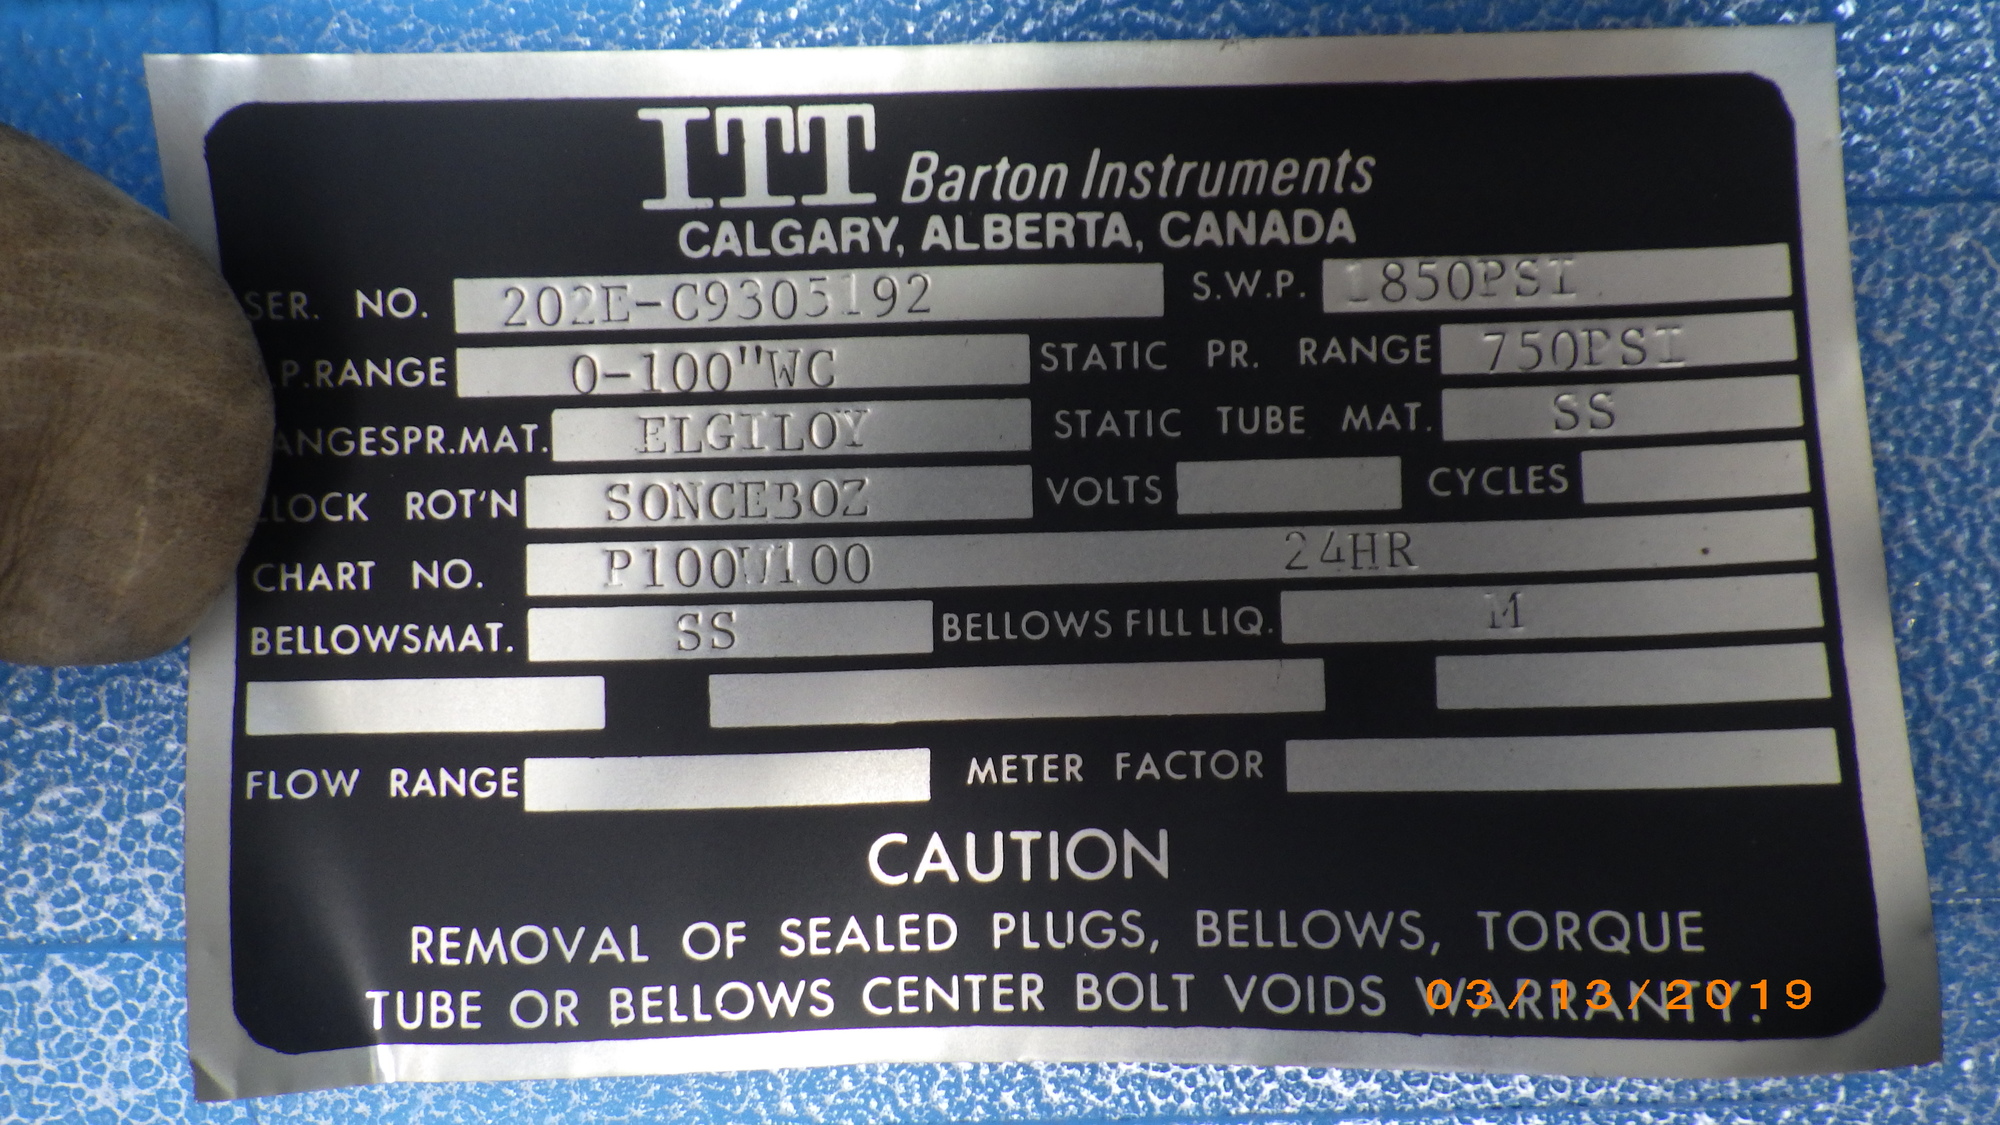 ITT Barton Instruments
CALGARY, ALBERTA, CANADA
SER. NO. 202E-C9305192 S.W.P. 1850PSI
P.RANGE 0-100"WC STATIC PR. RANGE 750PSI
ANGESPR.MAT. ELGILOY STATIC TUBE MAT. SS
LOCK ROT'N SONCEBOZ VOLTS CYCLES
CHART NO. P100V100 24HR
BELLOWSMAT. SS BELLOWS FILL LIQ. M
FLOW RANGE METER FACTOR
CAUTION
REMOVAL OF SEALED PLUGS, BELLOWS, TORQUE
TUBE OR BELLOWS CENTER BOLT VOIDS WARRANTY.
03/13/2019